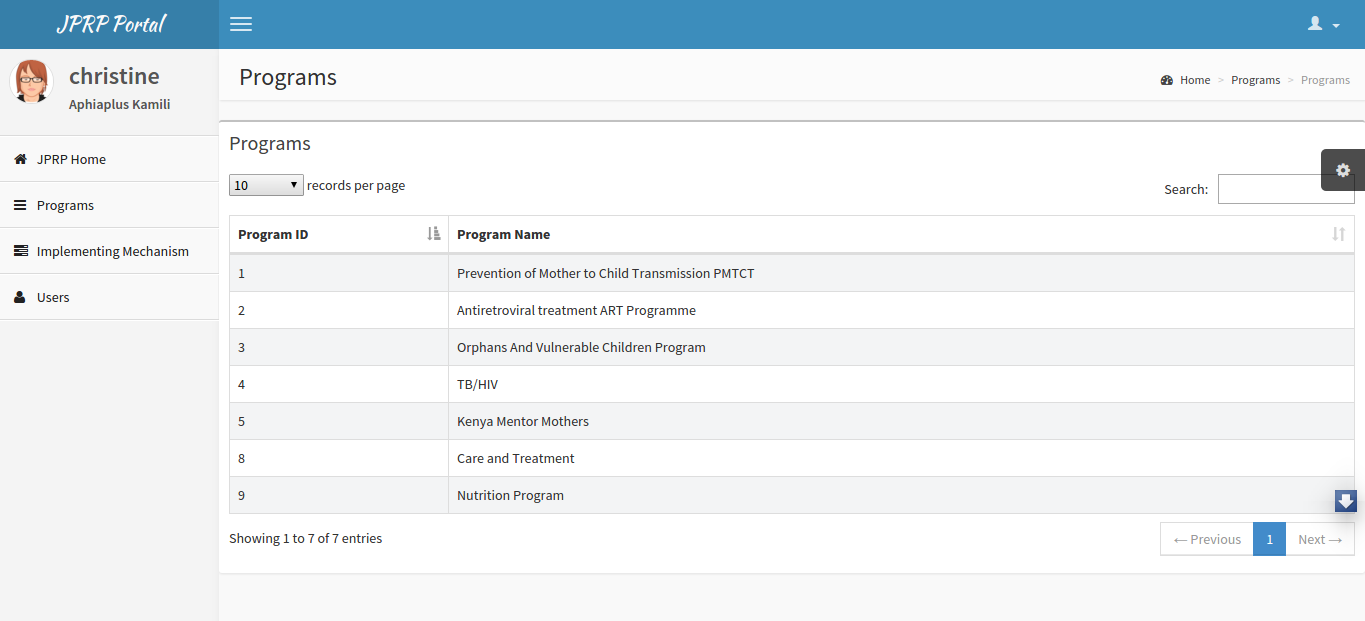 JPRP Portal
christine
Aphiaplus Kamili
JPRP Home
Programs
Implementing Mechanism
Users
Programs
Home > Programs > Programs
Programs
10 records per page
Search:
Program ID Program Name
1 Prevention of Mother to Child Transmission PMTCT
2 Antiretroviral treatment ART Programme
3 Orphans And Vulnerable Children Program
4 TB/HIV
5 Kenya Mentor Mothers
8 Care and Treatment
9 Nutrition Program
Showing 1 to 7 of 7 entries
← Previous 1 Next →